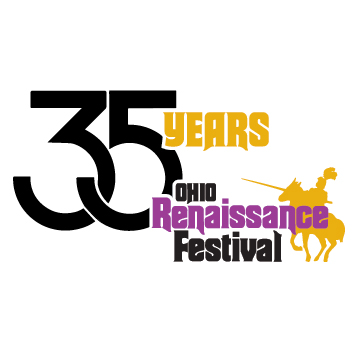 35 YEARS
OHIO
Renaissance
Festival